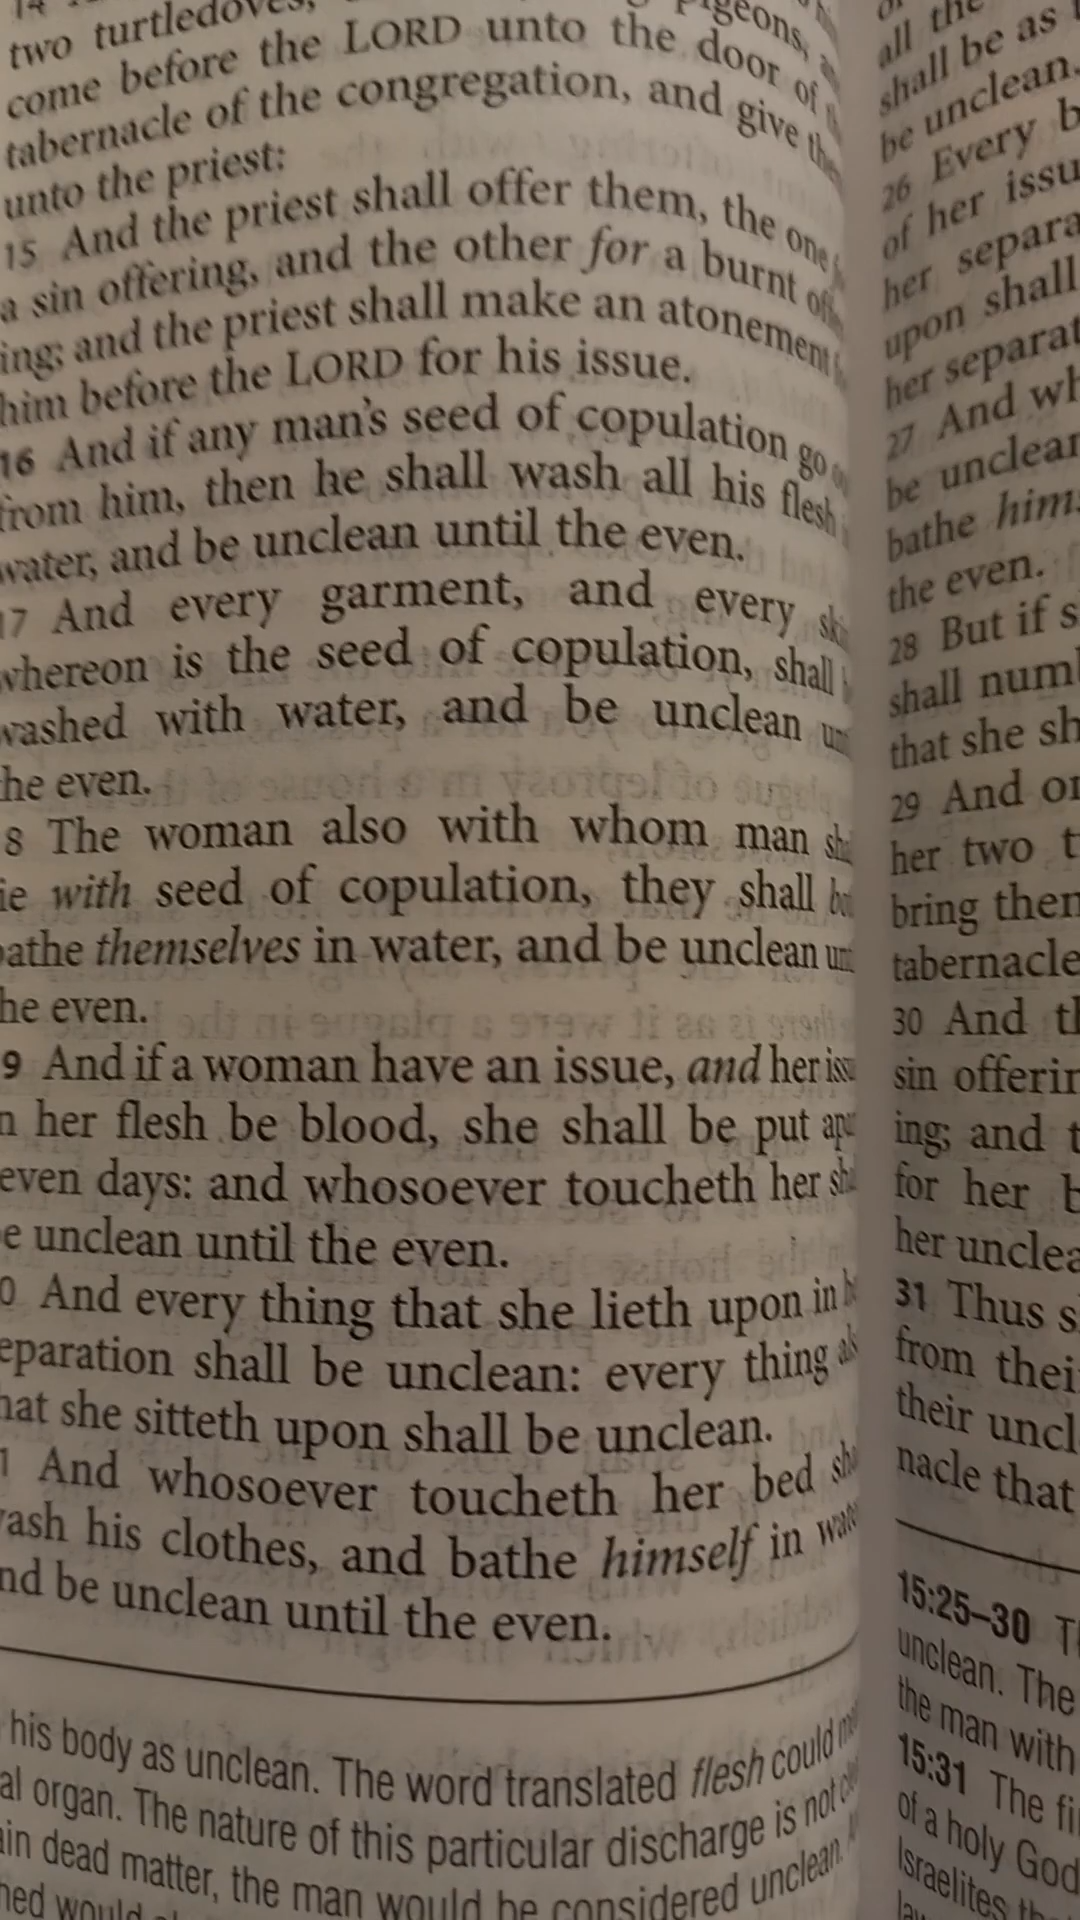 two turtledoves,
come before the LORD unto the door of
tabernacle of the congregation, and give
unto the priest:
15 And the priest shall offer them, the one
a sin offering, and the other for a burnt
ing; and the priest shall make an atonement
him before the LORD for his issue.
16 And if any man's seed of copulation go
from him, then he shall wash all his flesh
water, and be unclean until the even.
17 And every garment, and every
whereon is the seed of copulation, shall
washed with water, and be unclean
he even.
8 The woman also with whom man
ie with seed of copulation, they shall
bathe themselves in water, and be unclean
he even.
9 And if a woman have an issue, and her
n her flesh be blood, she shall be put
even days: and whosoever toucheth her
e unclean until the even.
0 And every thing that she lieth upon in
eparation shall be unclean: every thing
hat she sitteth upon shall be unclean.
1 And whosoever toucheth her bed
ash his clothes, and bathe himself in
nd be unclean until the even.
his body as unclean. The word translated flesh could
al organ. The nature of this particular discharge is not
ain dead matter, the man would be considered unclean.
would
all the
shall be as
be unclean.
26 Every
of her issu
her separa
upon shall
her separat
27 And wh
be unclean
bathe him
the even.
28 But if s
shall num
that she sh
29 And on
her two t
bring then
tabernacle
30 And th
sin offerin
ing; and t
for her b
her unclea
31 Thus s
from thei
their uncl
nacle that
15:25–30
unclean. The
the man with
15:31 The fi
of a holy God
Israelites